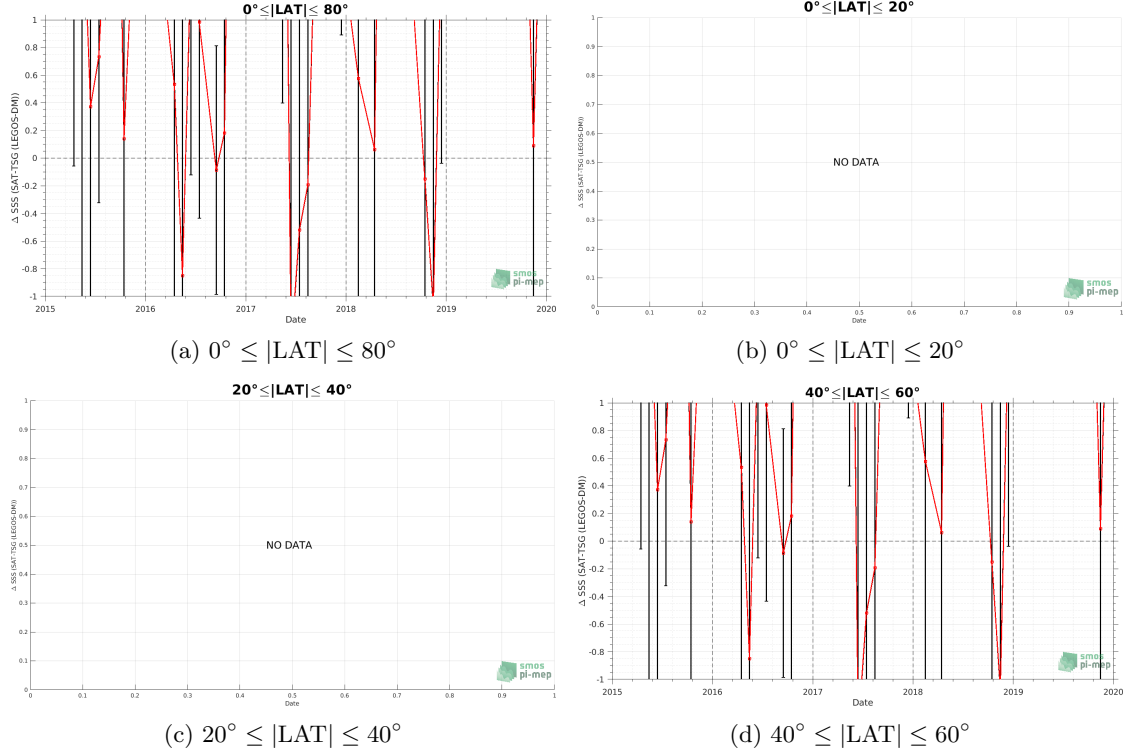 0°≤|LAT|≤ 80°
Δ SSS (SAT-TSG (LEGOS-DM))
1
0.8
0.6
0.4
0.2
0
-0.2
-0.4
-0.6
-0.8
-1
2015 2016 2017 2018 2019 2020
Date
smos
pi-mep
(a) 0° ≤ |LAT| ≤ 80°
0°≤|LAT|≤ 20°
Δ SSS (SAT-TSG (LEGOS-DM))
1
0.9
0.8
0.7
0.6
0.5
0.4
0.3
0.2
0.1
0
NO DATA
0 0.1 0.2 0.3 0.4 0.5 0.6 0.7 0.8 0.9 1
Date
smos
pi-mep
(b) 0° ≤ |LAT| ≤ 20°
20°≤|LAT|≤ 40°
Δ SSS (SAT-TSG (LEGOS-DM))
1
0.9
0.8
0.7
0.6
0.5
0.4
0.3
0.2
0.1
0
NO DATA
0 0.1 0.2 0.3 0.4 0.5 0.6 0.7 0.8 0.9 1
Date
smos
pi-mep
(c) 20° ≤ |LAT| ≤ 40°
40°≤|LAT|≤ 60°
Δ SSS (SAT-TSG (LEGOS-DM))
1
0.8
0.6
0.4
0.2
0
-0.2
-0.4
-0.6
-0.8
-1
2015 2016 2017 2018 2019 2020
Date
smos
pi-mep
(d) 40° ≤ |LAT| ≤ 60°